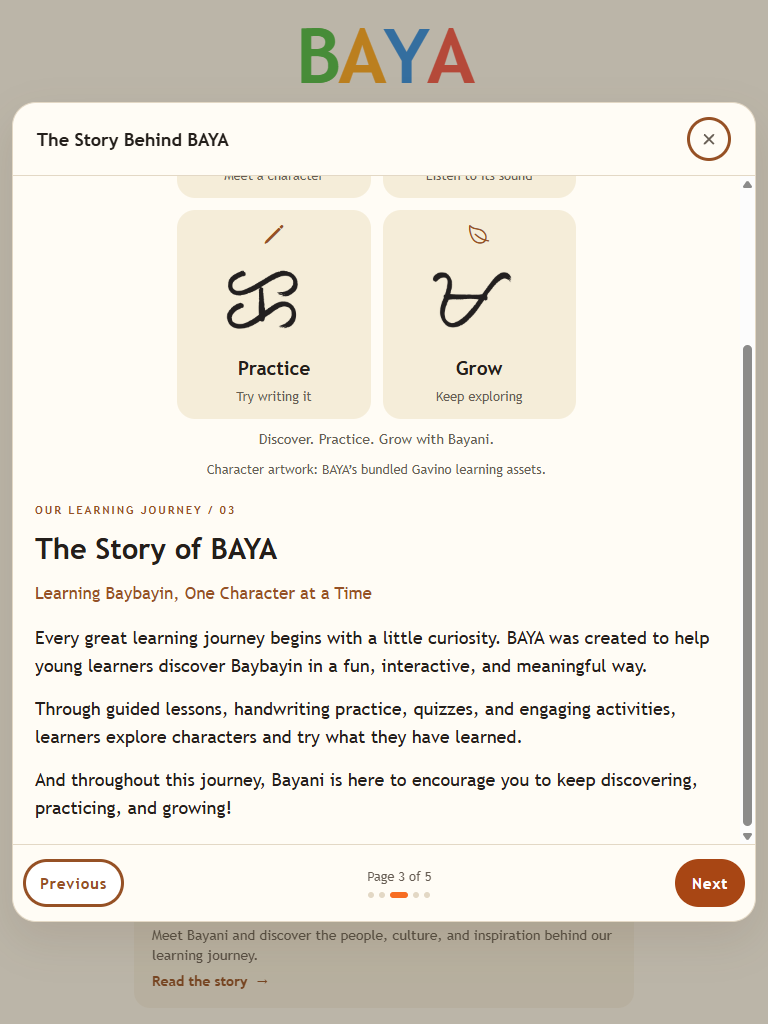 BAYA
The Story Behind BAYA
Meet a character
Listen to its sound
Practice
Try writing it
Grow
Keep exploring
Discover. Practice. Grow with Bayani.
Character artwork: BAYA's bundled Gavino learning assets.
OUR LEARNING JOURNEY / 03
The Story of BAYA
Learning Baybayin, One Character at a Time
Every great learning journey begins with a little curiosity. BAYA was created to help
young learners discover Baybayin in a fun, interactive, and meaningful way.
Through guided lessons, handwriting practice, quizzes, and engaging activities,
learners explore characters and try what they have learned.
And throughout this journey, Bayani is here to encourage you to keep discovering,
practicing, and growing!
Previous
Page 3 of 5
Next
Meet Bayani and discover the people, culture, and inspiration behind our
learning journey.
Read the story →